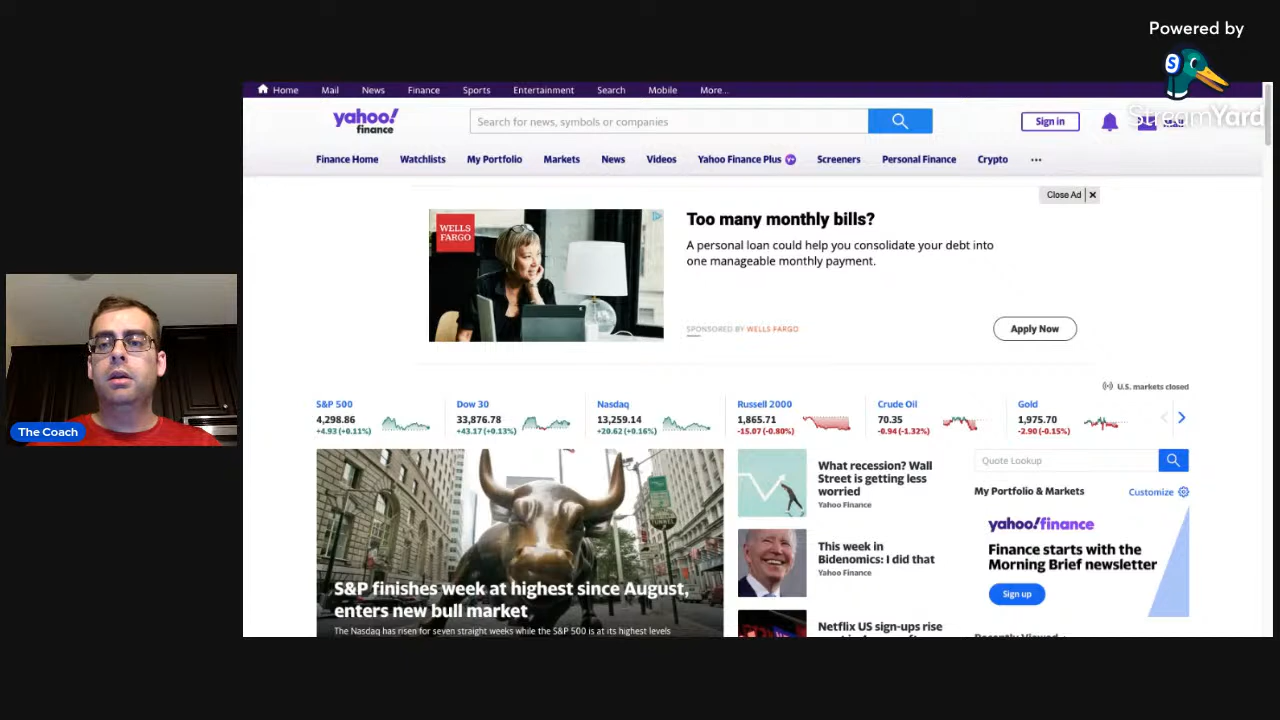 Powered by
S
StreamYard
Home Mail News Finance Sports Entertainment Search Mobile More...
yahoo!
finance
Search for news, symbols or companies
Sign in
Finance Home Watchlists My Portfolio Markets News Videos Yahoo Finance Plus Screeners Personal Finance Crypto ...
Close Ad X
WELLS
FARGO
Too many monthly bills?
A personal loan could help you consolidate your debt into
one manageable monthly payment.
SPONSORED BY WELLS FARGO
Apply Now
U.S. markets closed
S&P 500 Dow 30 Nasdaq Russell 2000 Crude Oil Gold
4,298.86 33,876.78 13,259.14 1,865.71 70.35 1,975.70
+4.93 (+0.11%) +43.17 (+0.13%) +20.62 (+0.16%) -15.07 (-0.80%) -0.94 (-1.32%) -2.90 (-0.15%)
The Coach
S&P finishes week at highest since August,
enters new bull market
The Nasdaq has risen for seven straight weeks while the S&P 500 is at its highest levels
What recession? Wall
Street is getting less
worried
Yahoo Finance
This week in
Bidenomics: I did that
Yahoo Finance
Netflix US sign-ups rise
Quote Lookup
My Portfolio & Markets Customize
yahoo!finance
Finance starts with the
Morning Brief newsletter
Sign up